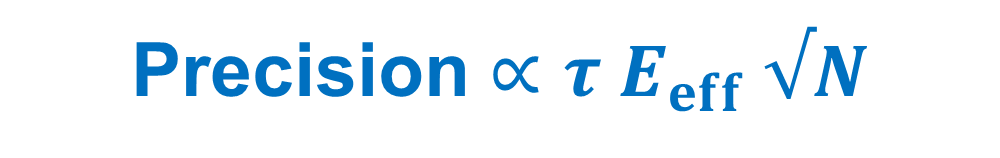 Precision ∝ τ E_eff √N